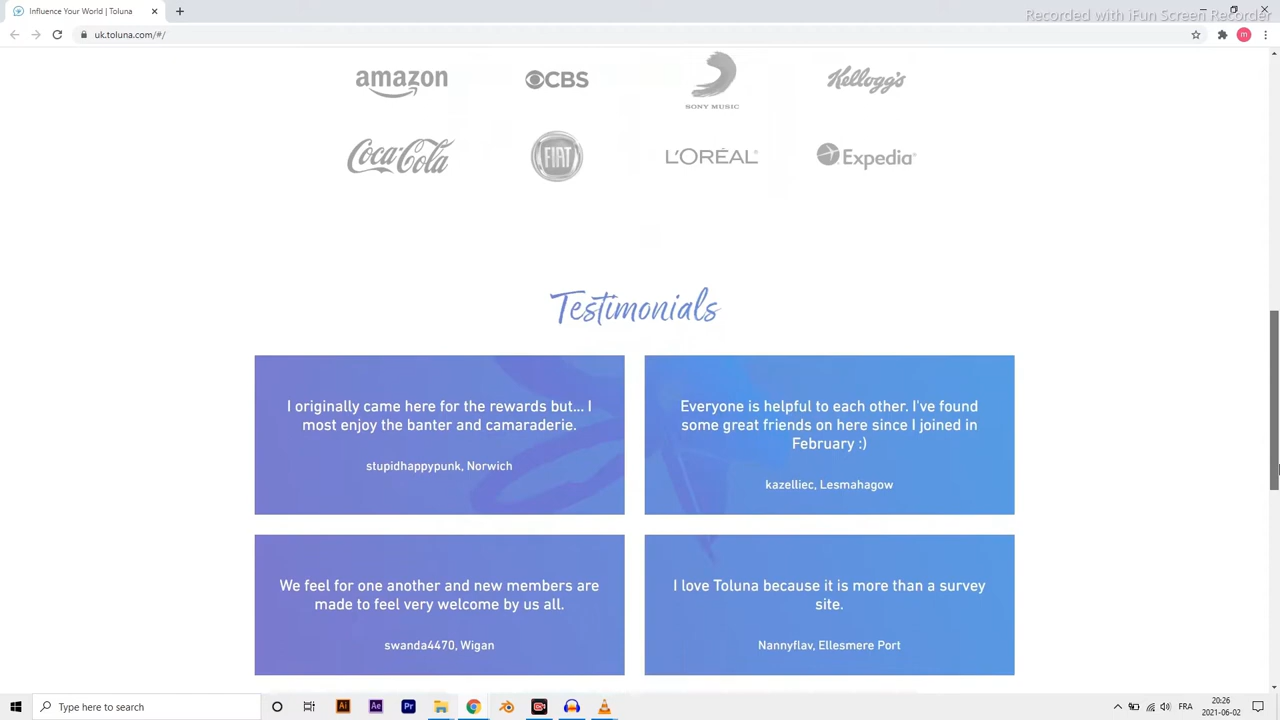 Influence Your World | Toluna
Recorded with iFun Screen Recorder
uk.toluna.com/#/
m
amazon
CBS
SONY MUSIC
Kellogg's
Coca-Cola
FIAT
L'ORÉAL
Expedia
Testimonials
I originally came here for the rewards but... I
most enjoy the banter and camaraderie.
stupidhappypunk, Norwich
Everyone is helpful to each other. I've found
some great friends on here since I joined in
February :)
kazelliec, Lesmahagow
We feel for one another and new members are
made to feel very welcome by us all.
swanda4470, Wigan
I love Toluna because it is more than a survey
site.
Nannyflav, Ellesmere Port
Type here to search
Ai
Ae
Pr
FRA
20:26
2021-06-02